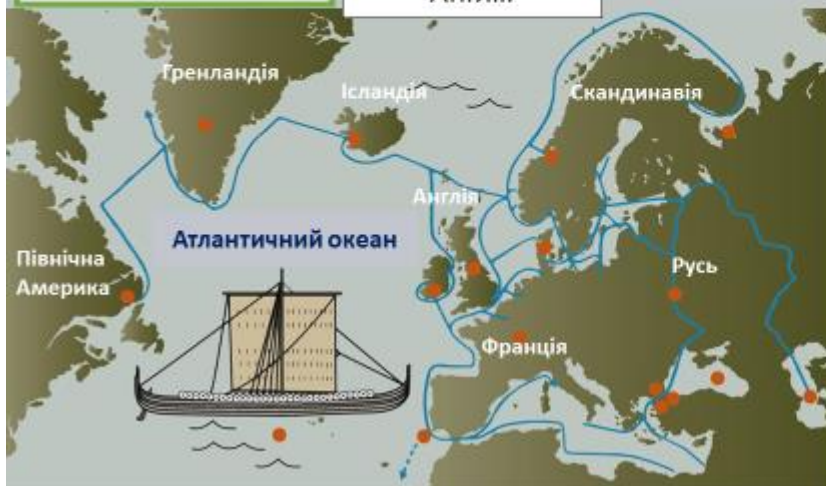 Гренландія
Ісландія
Скандинавія
Англія
Атлантичний океан
Північна
Америка
Русь
Франція